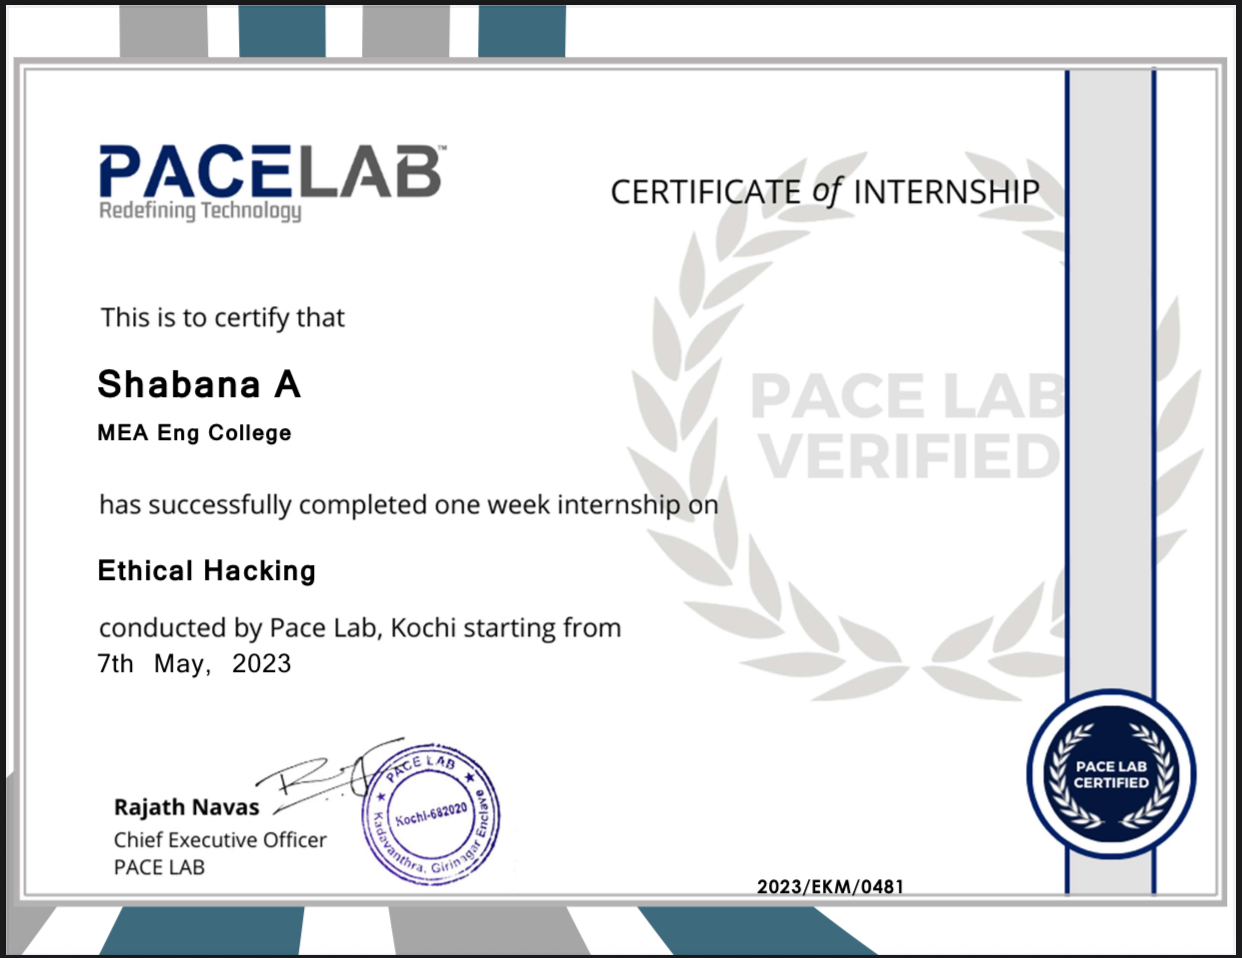 PACELAB™
Redefining Technology
CERTIFICATE of INTERNSHIP
This is to certify that
Shabana A
MEA Eng College
PACE LAB
VERIFIED
has successfully completed one week internship on
Ethical Hacking
conducted by Pace Lab, Kochi starting from
7th May, 2023
PACE LAB
Kochi-682020
Kadavanthra, Girinagar Enclave
Rajath Navas
Chief Executive Officer
PACE LAB
PACE LAB
CERTIFIED
2023/EKM/0481